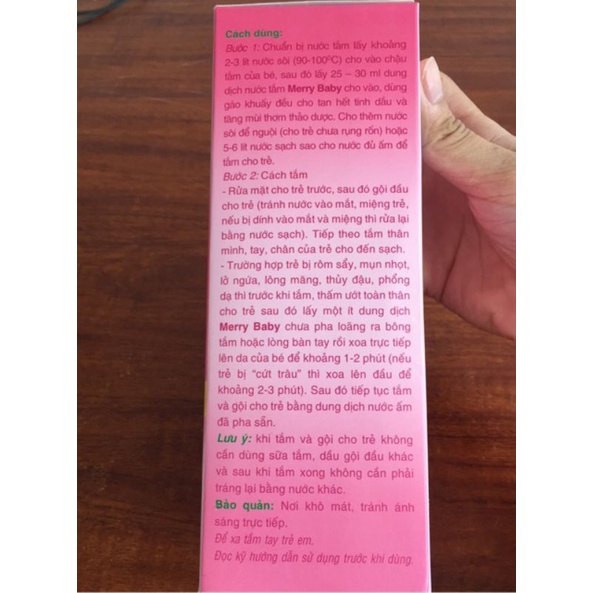 Cách dùng:
Bước 1: Chuẩn bị nước tắm lấy khoảng
2-3 lít nước sôi (90-100⁰C) cho vào chậu
tắm của bé, sau đó lấy 25 – 30 ml dung
dịch nước tắm Merry Baby cho vào, dùng
gáo khuấy đều cho tan hết tinh dầu và
tăng mùi thơm thảo dược. Cho thêm nước
sôi để nguội (cho trẻ chưa rụng rốn) hoặc
5-6 lít nước sạch sao cho nước đủ ấm để
tắm cho trẻ.
Bước 2: Cách tắm
- Rửa mặt cho trẻ trước, sau đó gội đầu
cho trẻ (tránh nước vào mắt, miệng trẻ,
nếu bị dính vào mắt và miệng thì rửa lại
bằng nước sạch). Tiếp theo tắm thân
mình, tay, chân của trẻ cho đến sạch.
- Trường hợp trẻ bị rôm sẩy, mụn nhọt,
lở ngứa, lông măng, thủy đậu, phổng
dạ thì trước khi tắm, thấm ướt toàn thân
cho trẻ sau đó lấy một ít dung dịch
Merry Baby chưa pha loãng ra bông
tắm hoặc lòng bàn tay rồi xoa trực tiếp
lên da của bé để khoảng 1-2 phút (nếu
trẻ bị “cứt trâu” thì xoa lên đầu để
khoảng 2-3 phút). Sau đó tiếp tục tắm
và gội cho trẻ bằng dung dịch nước ấm
đã pha sẵn.
Lưu ý: khi tắm và gội cho trẻ không
cần dùng sữa tắm, dầu gội đầu khác
và sau khi tắm xong không cần phải
tráng lại bằng nước khác.
Bảo quản: Nơi khô mát, tránh ánh
sáng trực tiếp.
Để xa tầm tay trẻ em.
Đọc kỹ hướng dẫn sử dụng trước khi dùng.